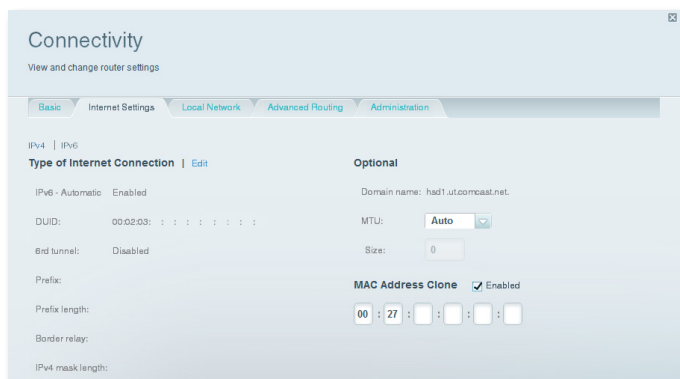 Connectivity
View and change router settings
Basic Internet Settings Local Network Advanced Routing Administration
IPv4 | IPv6
Type of Internet Connection | Edit
IPv6 - Automatic Enabled
DUID: 00:02:03: : : : : : : :
6rd tunnel: Disabled
Prefix:
Prefix length:
Border relay:
IPv4 mask length:
Optional
Domain name: hsd1.ut.comcast.net.
MTU: Auto
Size: 0
MAC Address Clone Enabled
00 : 27 : : : :